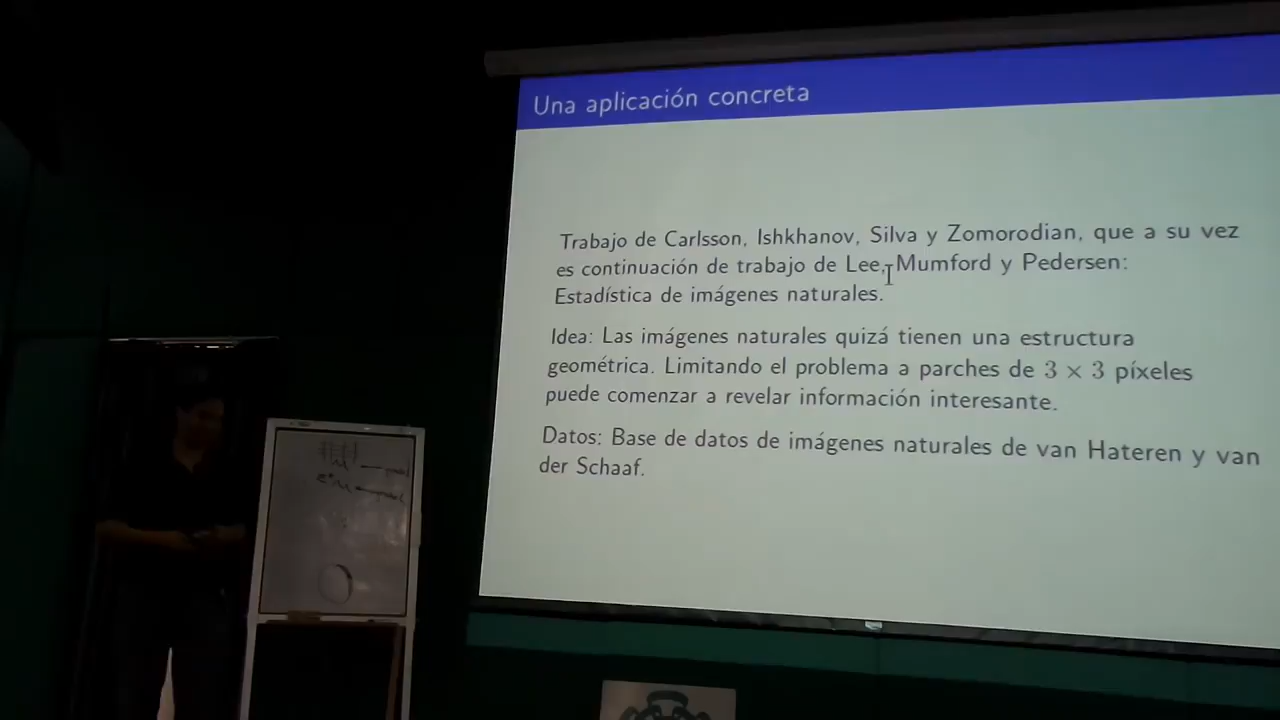 Una aplicación concreta
Trabajo de Carlsson, Ishkhanov, Silva y Zomorodian, que a su vez
es continuación de trabajo de Lee, Mumford y Pedersen:
Estadística de imágenes naturales.
Idea: Las imágenes naturales quizá tienen una estructura
geométrica. Limitando el problema a parches de 3 × 3 píxeles
puede comenzar a revelar información interesante.
Datos: Base de datos de imágenes naturales de van Hateren y van
der Schaaf.